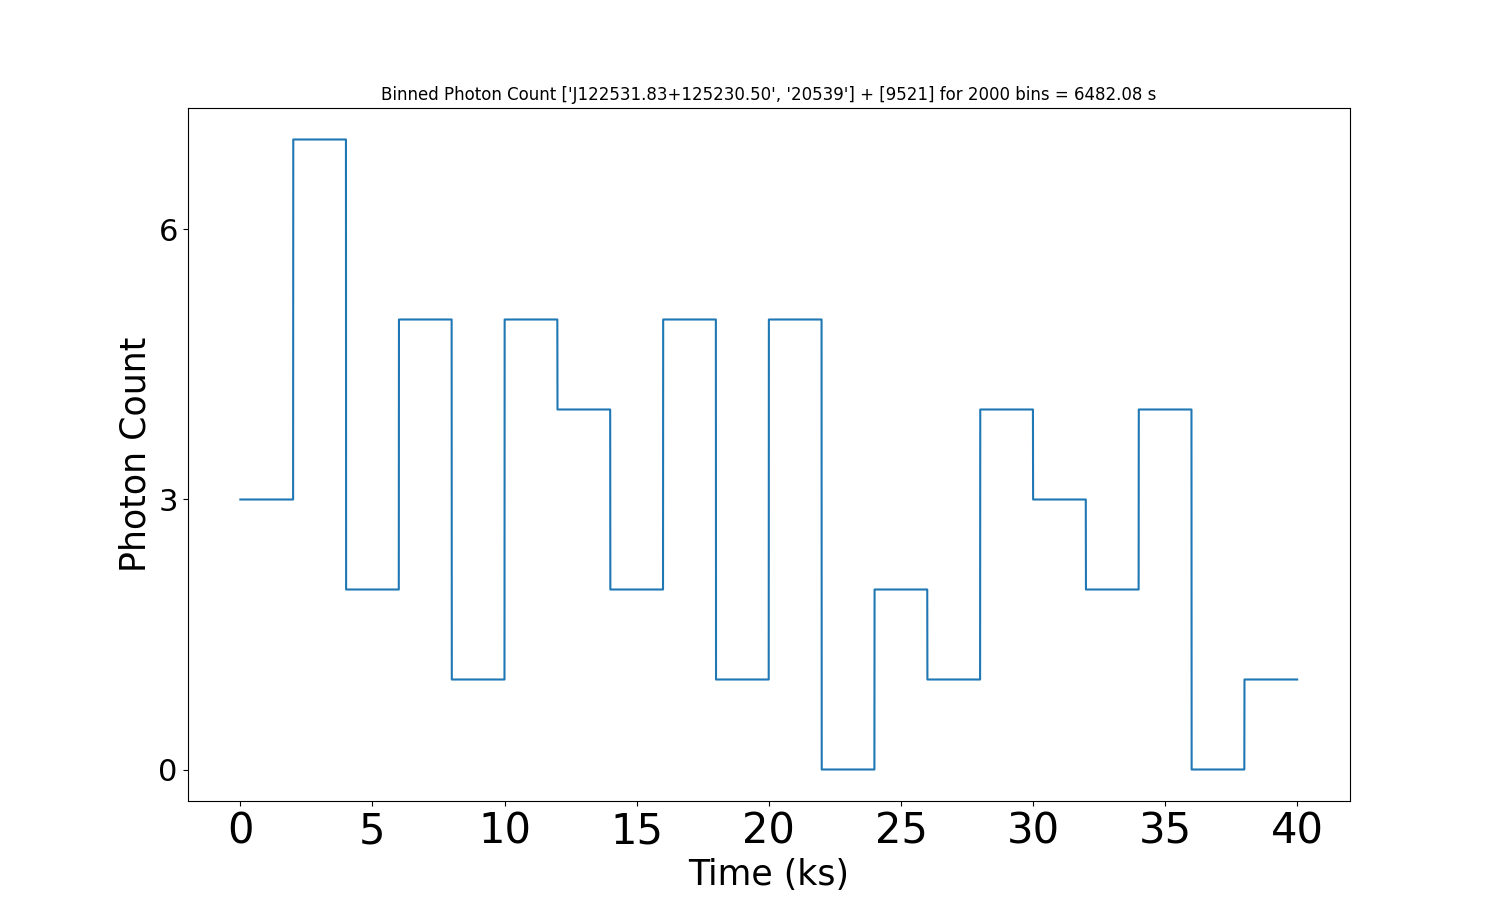 Binned Photon Count ['J122531.83+125230.50', '20539'] + [9521] for 2000 bins = 6482.08 s
Photon Count
6
3
0
0 5 10 15 20 25 30 35 40
Time (ks)